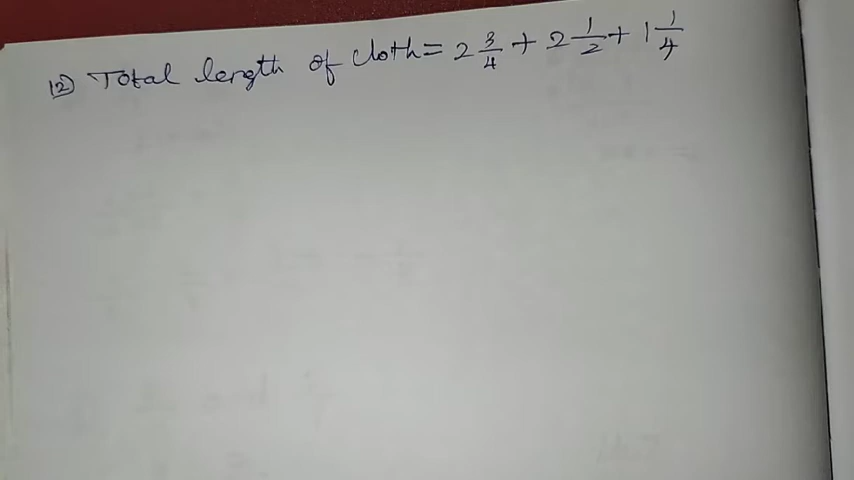 12) Total length of cloth = 2 3/4 + 2 1/2 + 1 1/4